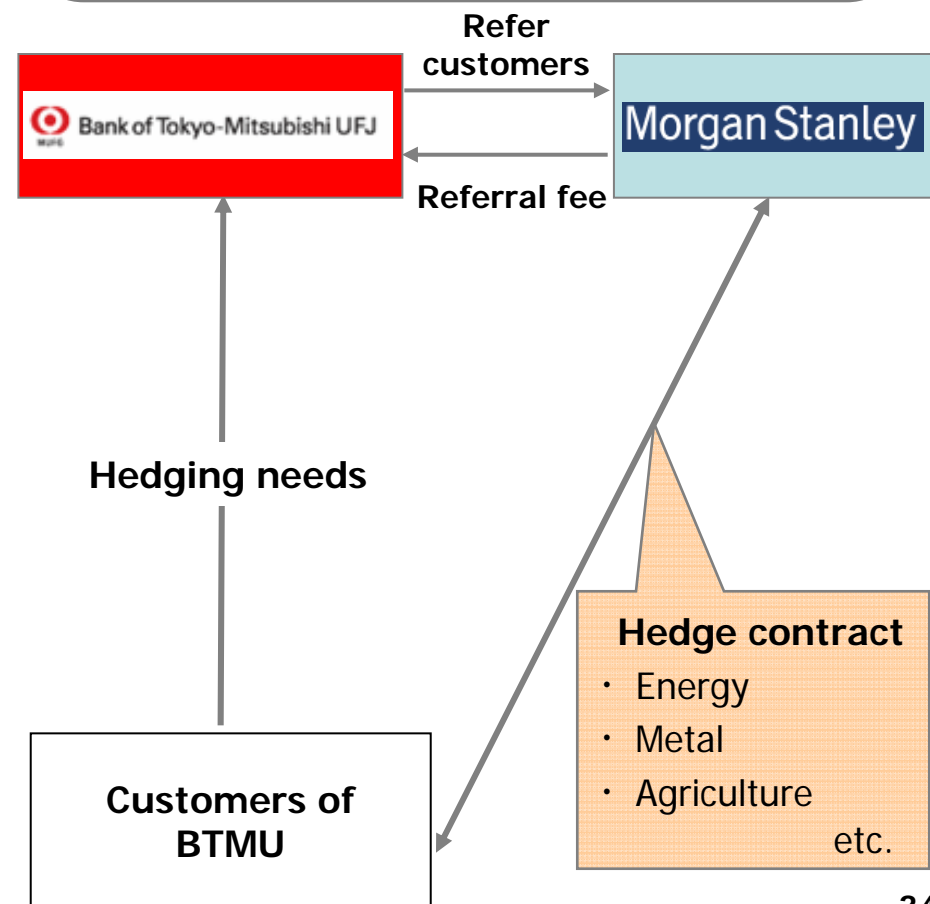 Refer
customers
MUFG
Bank of Tokyo-Mitsubishi UFJ
Morgan Stanley
Referral fee
Hedging needs
Hedge contract
・ Energy
・ Metal
・ Agriculture
etc.
Customers of
BTMU